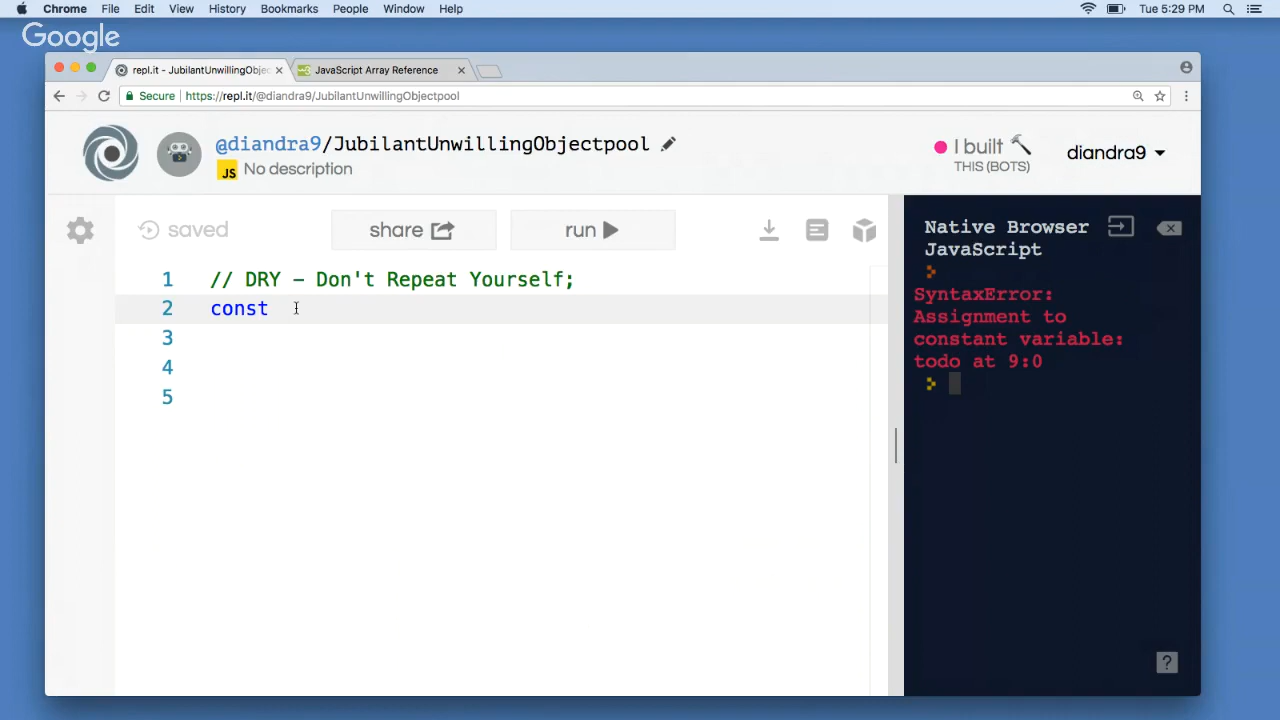 Chrome File Edit View History Bookmarks People Window Help Tue 5:29 PM
Google
repl.it - JubilantUnwillingObjec JavaScript Array Reference
Secure https://repl.it/@diandra9/JubilantUnwillingObjectpool
@diandra9/JubilantUnwillingObjectpool
JS No description
I built
THIS (BOTS)
diandra9
saved share run
Native Browser
JavaScript
1 // DRY - Don't Repeat Yourself;
2 const
3
4
5
SyntaxError:
Assignment to
constant variable:
todo at 9:0
?